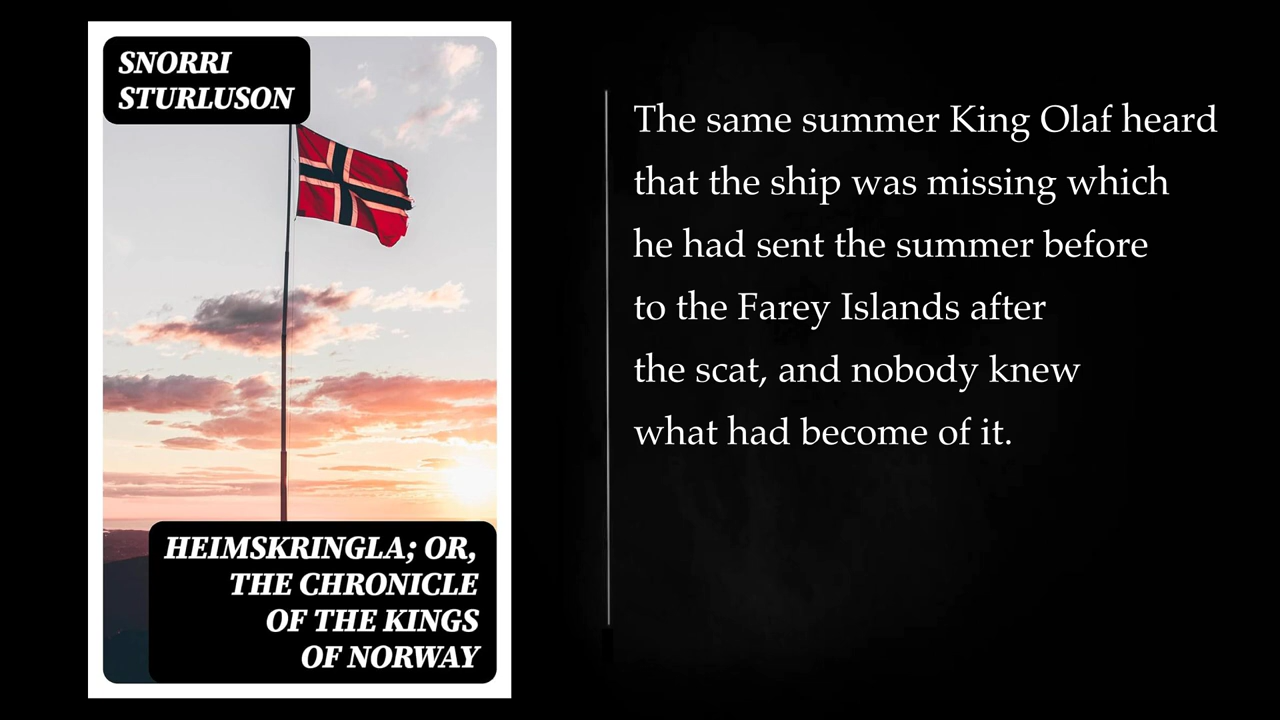 SNORRI
STURLUSON
HEIMSKRINGLA; OR,
THE CHRONICLE
OF THE KINGS
OF NORWAY
The same summer King Olaf heard
that the ship was missing which
he had sent the summer before
to the Farey Islands after
the scat, and nobody knew
what had become of it.